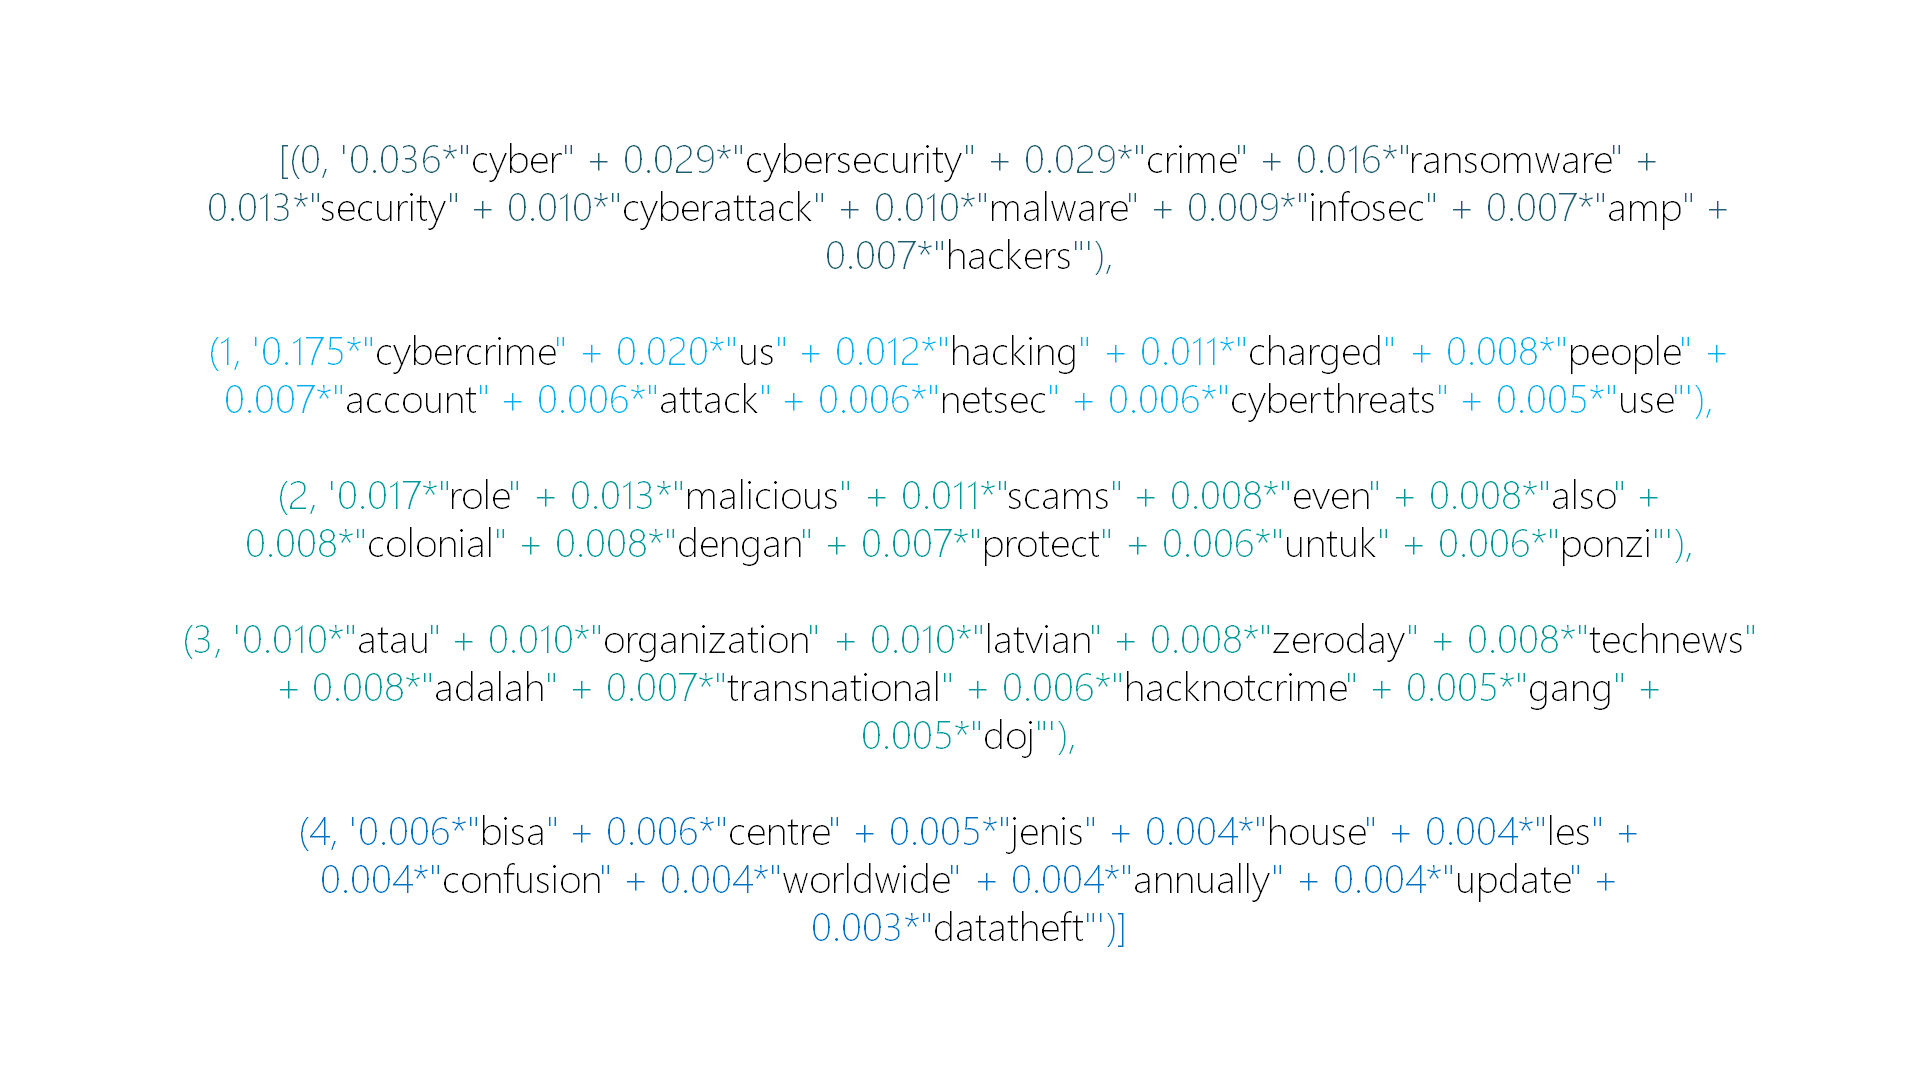 [(0, '0.036*"cyber" + 0.029*"cybersecurity" + 0.029*"crime" + 0.016*"ransomware" +
0.013*"security" + 0.010*"cyberattack" + 0.010*"malware" + 0.009*"infosec" + 0.007*"amp" +
0.007*"hackers"'),
(1, '0.175*"cybercrime" + 0.020*"us" + 0.012*"hacking" + 0.011*"charged" + 0.008*"people" +
0.007*"account" + 0.006*"attack" + 0.006*"netsec" + 0.006*"cyberthreats" + 0.005*"use"'),
(2, '0.017*"role" + 0.013*"malicious" + 0.011*"scams" + 0.008*"even" + 0.008*"also" +
0.008*"colonial" + 0.008*"dengan" + 0.007*"protect" + 0.006*"untuk" + 0.006*"ponzi"'),
(3, '0.010*"atau" + 0.010*"organization" + 0.010*"latvian" + 0.008*"zeroday" + 0.008*"technews"
+ 0.008*"adalah" + 0.007*"transnational" + 0.006*"hacknotcrime" + 0.005*"gang" +
0.005*"doj"'),
(4, '0.006*"bisa" + 0.006*"centre" + 0.005*"jenis" + 0.004*"house" + 0.004*"les" +
0.004*"confusion" + 0.004*"worldwide" + 0.004*"annually" + 0.004*"update" +
0.003*"datatheft"')]